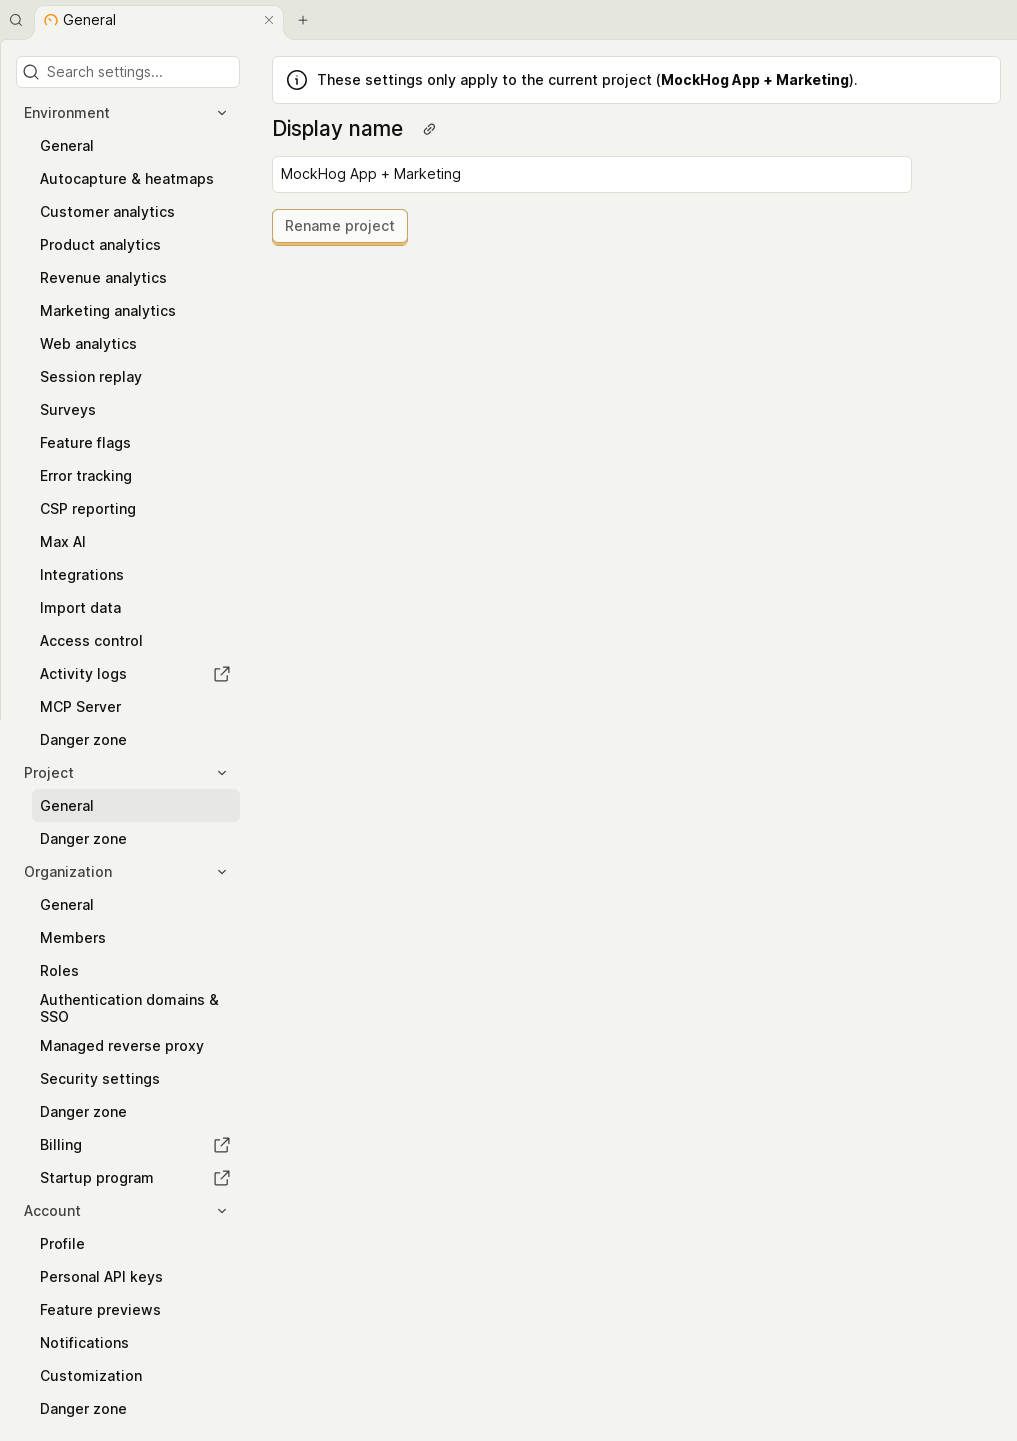 General
Search settings...
These settings only apply to the current project (MockHog App + Marketing).
Environment
General
Autocapture & heatmaps
Customer analytics
Product analytics
Revenue analytics
Marketing analytics
Web analytics
Session replay
Surveys
Feature flags
Error tracking
CSP reporting
Max AI
Integrations
Import data
Access control
Activity logs
MCP Server
Danger zone
Project
General
Danger zone
Organization
General
Members
Roles
Authentication domains &
SSO
Managed reverse proxy
Security settings
Danger zone
Billing
Startup program
Account
Profile
Personal API keys
Feature previews
Notifications
Customization
Danger zone
Display name
MockHog App + Marketing
Rename project